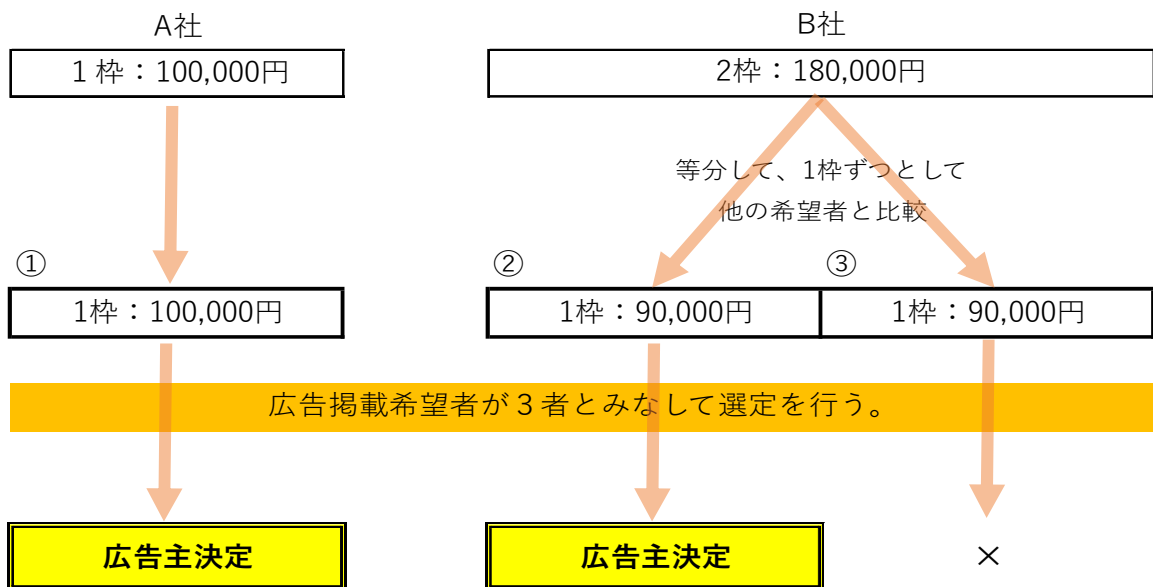 A社
B社
1 枠：100,000円
2枠：180,000円
等分して、1枠ずつとして
他の希望者と比較
①
②
③
1枠：100,000円
1枠：90,000円
1枠：90,000円
広告掲載希望者が３者とみなして選定を行う。
広告主決定
広告主決定
×